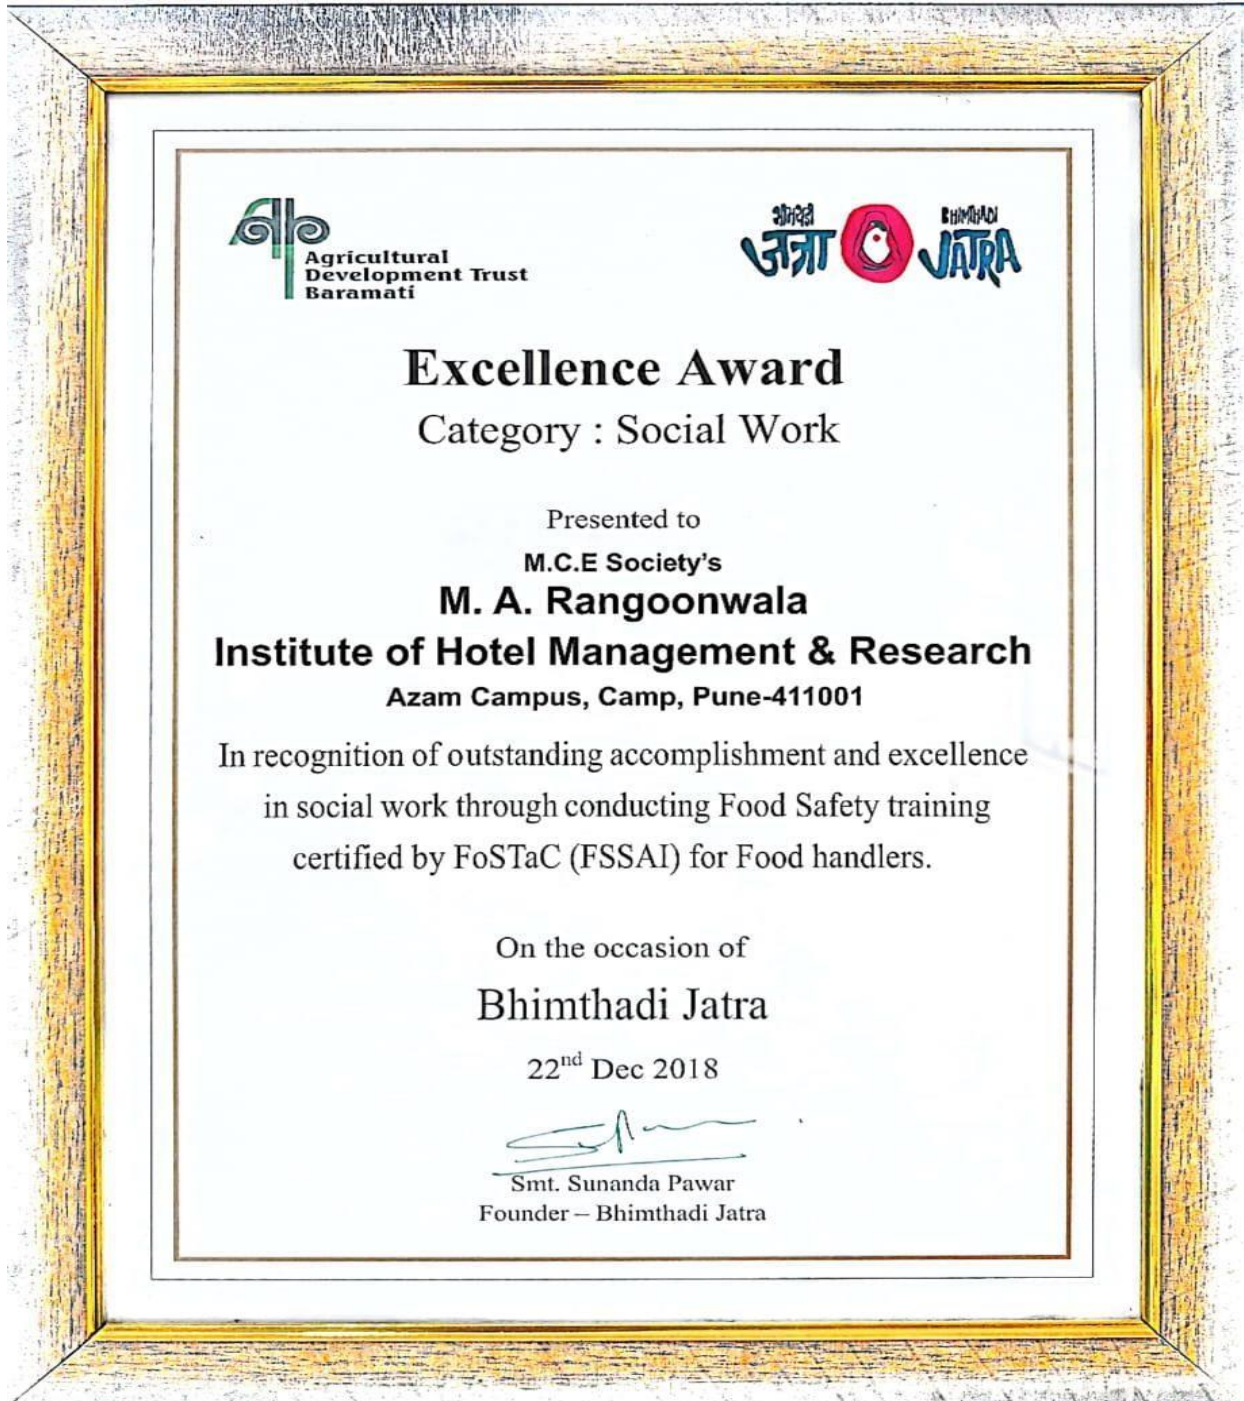 Agricultural
Development Trust
Baramati
भीमथडी
जत्रा
BHIMTHADI
JATRA
Excellence Award
Category : Social Work
Presented to
M.C.E Society's
M. A. Rangoonwala
Institute of Hotel Management & Research
Azam Campus, Camp, Pune-411001
In recognition of outstanding accomplishment and excellence
in social work through conducting Food Safety training
certified by FoSTaC (FSSAI) for Food handlers.
On the occasion of
Bhimthadi Jatra
22nd Dec 2018
Smt. Sunanda Pawar
Founder – Bhimthadi Jatra